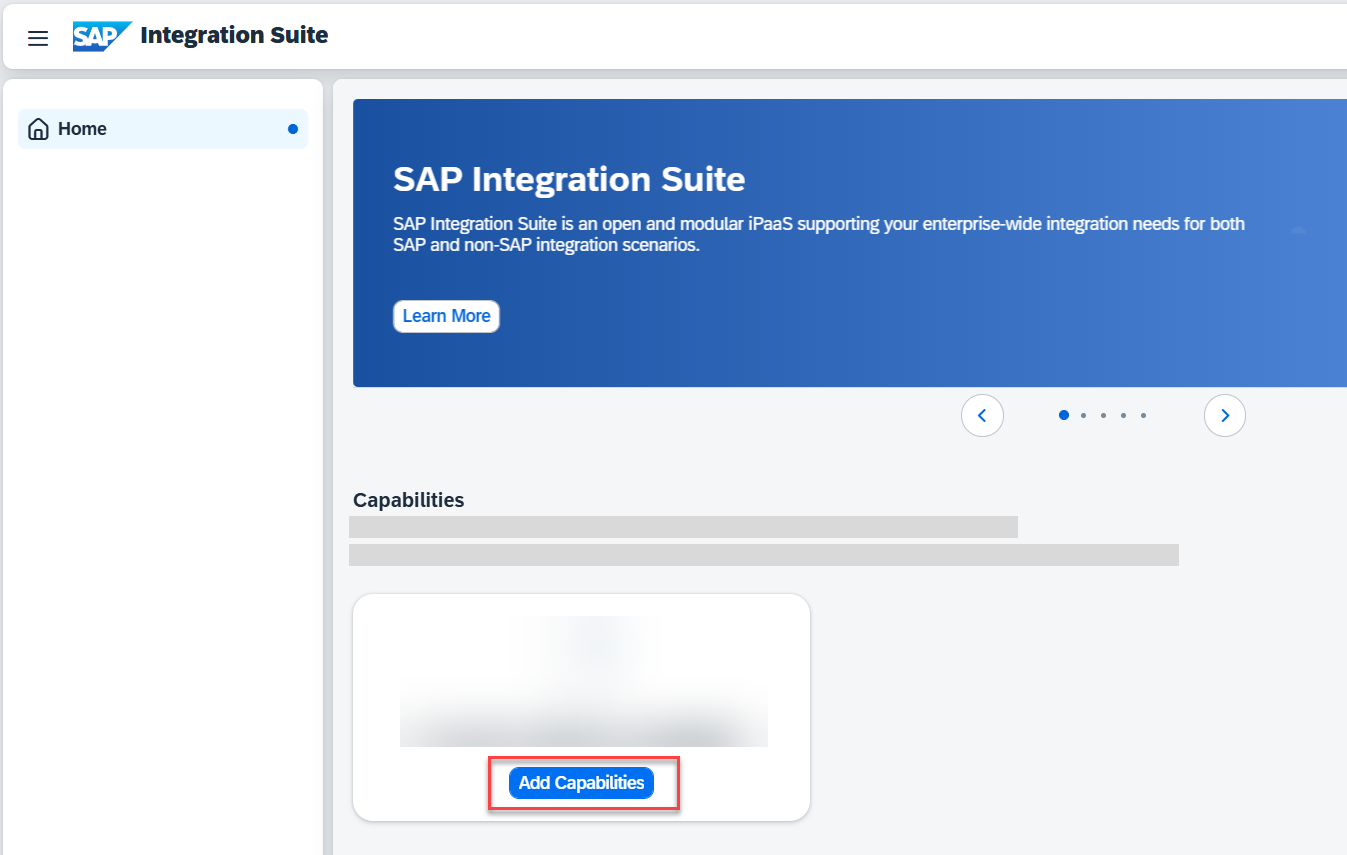 SAP Integration Suite
Home
SAP Integration Suite
SAP Integration Suite is an open and modular iPaaS supporting your enterprise-wide integration needs for both
SAP and non-SAP integration scenarios.
Learn More
Capabilities
Add Capabilities